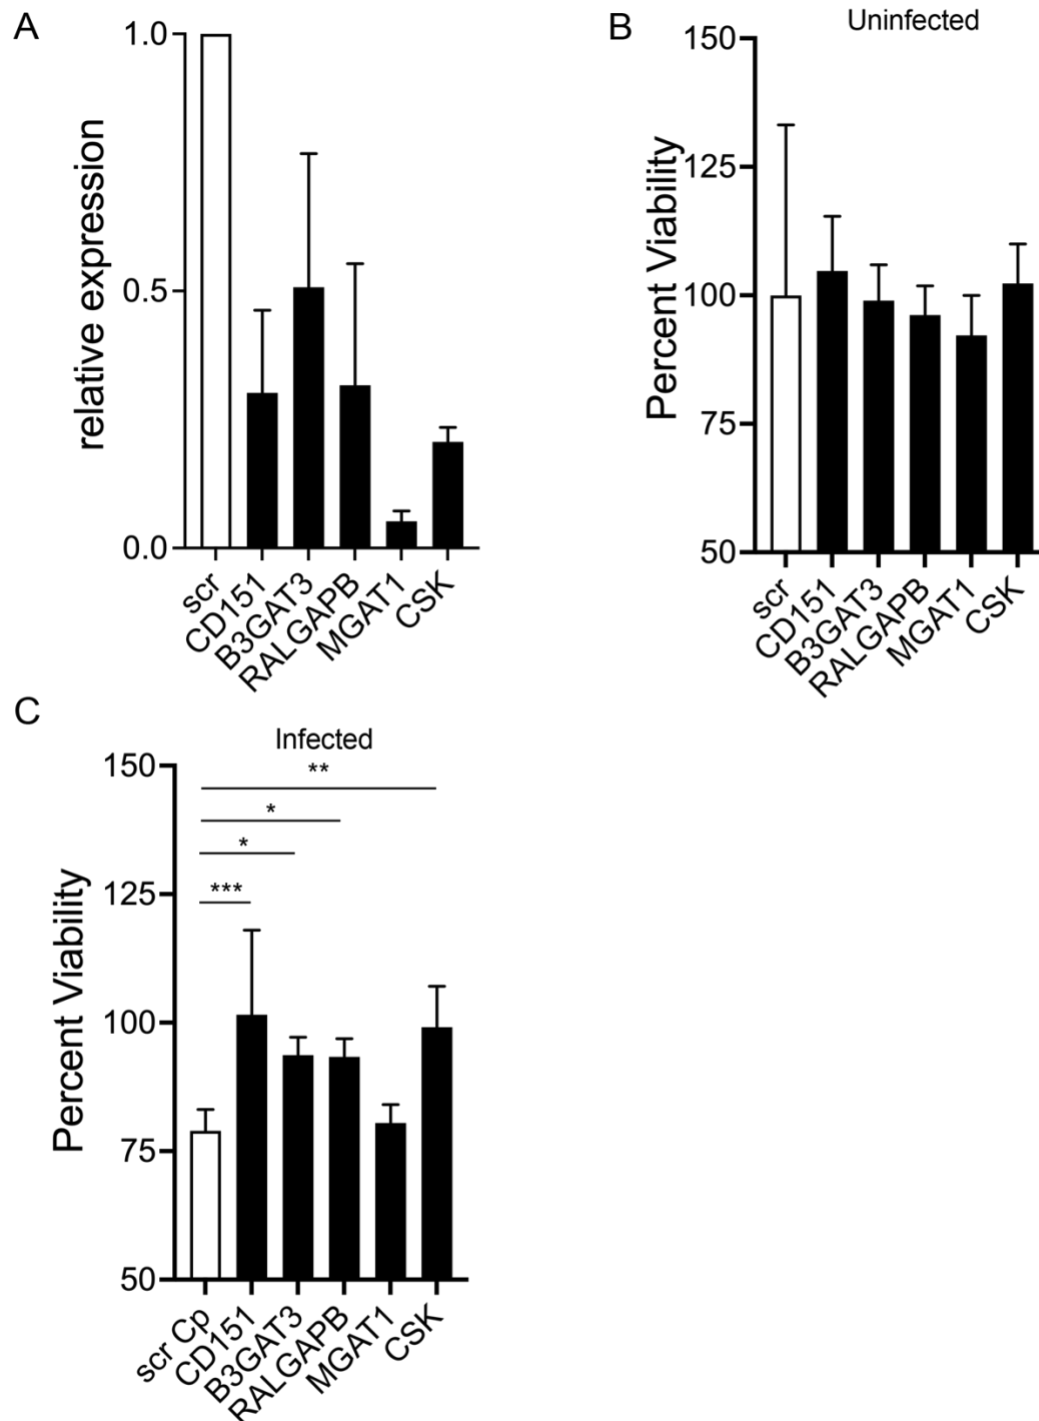 A
relative expression
1.0
0.5
0.0
scr
CD151
B3GAT3
RALGAPB
MGAT1
CSK
B
Uninfected
Percent Viability
150
125
100
75
50
scr
CD151
B3GAT3
RALGAPB
MGAT1
CSK
C
Infected
Percent Viability
150
125
100
75
50
**
*
*
***
scr Cp
CD151
B3GAT3
RALGAPB
MGAT1
CSK